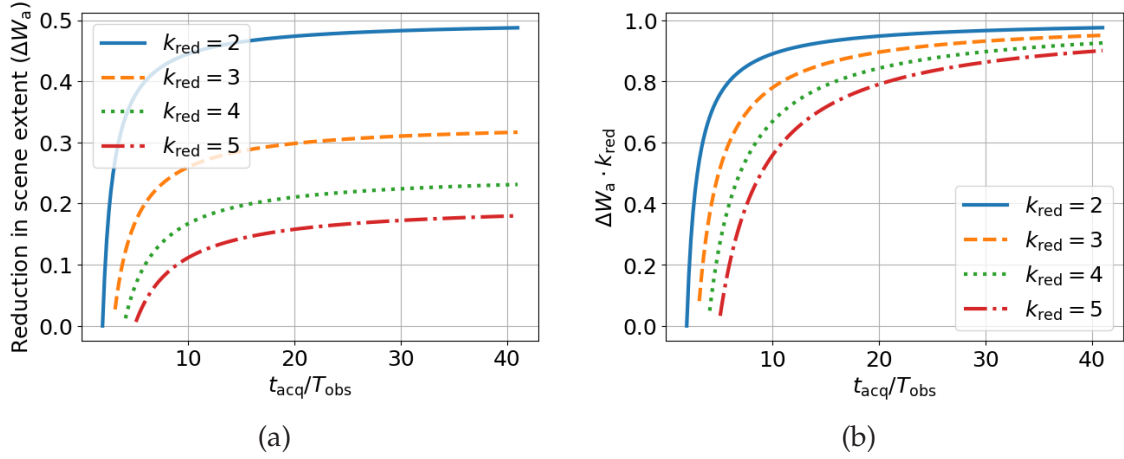 Reduction in scene extent (ΔW_a)
0.5
0.4
0.3
0.2
0.1
0.0
k_red = 2
k_red = 3
k_red = 4
k_red = 5
10 20 30 40
t_acq/T_obs
(a)
ΔW_a · k_red
1.0
0.8
0.6
0.4
0.2
0.0
k_red = 2
k_red = 3
k_red = 4
k_red = 5
10 20 30 40
t_acq/T_obs
(b)